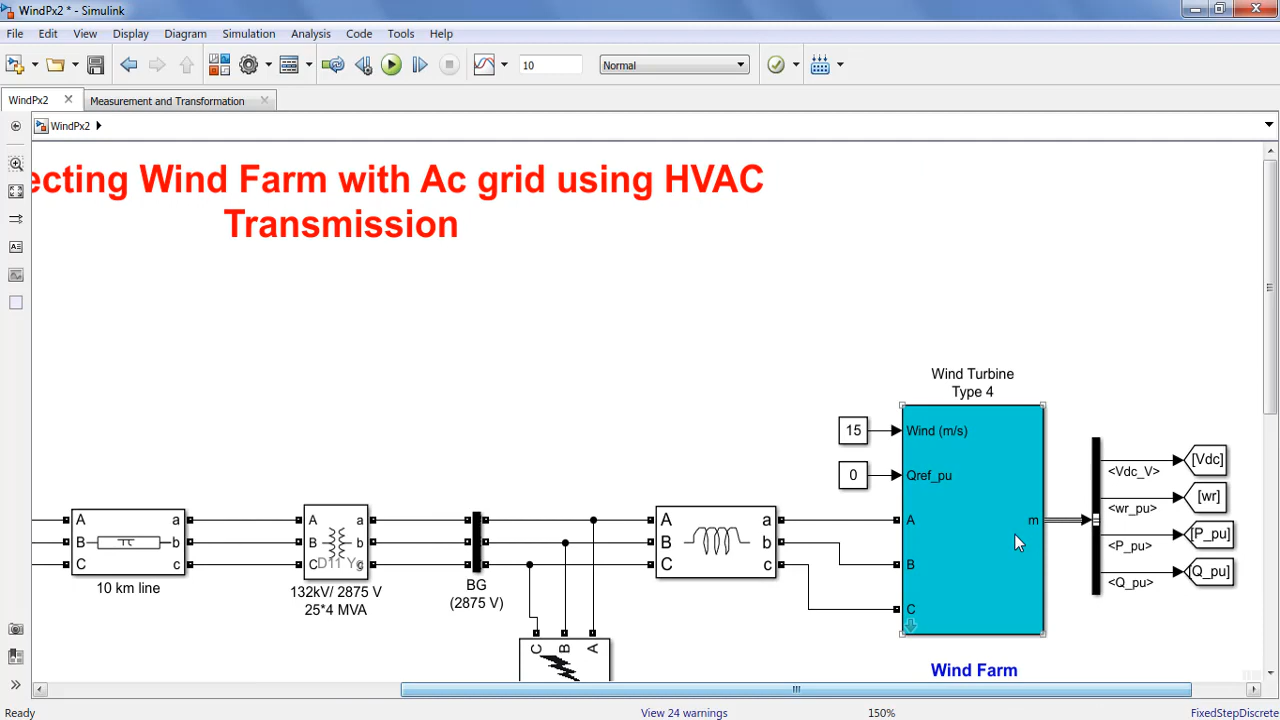 WindPx2 * - Simulink
File Edit View Display Diagram Simulation Analysis Code Tools Help
10 Normal
WindPx2 Measurement and Transformation
WindPx2
ecting Wind Farm with Ac grid using HVAC
Transmission
Wind Turbine
Type 4
15 Wind (m/s)
0 Qref_pu
A
B
C
m
<Vdc_V> [Vdc]
<wr_pu> [wr]
<P_pu> [P_pu]
<Q_pu> [Q_pu]
A a
B b
C c
10 km line
A a
B b
C D11 Yg c
132kV/ 2875 V
25*4 MVA
BG
(2875 V)
A a
B b
C c
C B A
Wind Farm
Ready View 24 warnings 150% FixedStepDiscrete